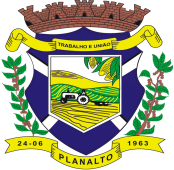 TRABALHO E UNIÃO
24-06
1963
PLANALTO